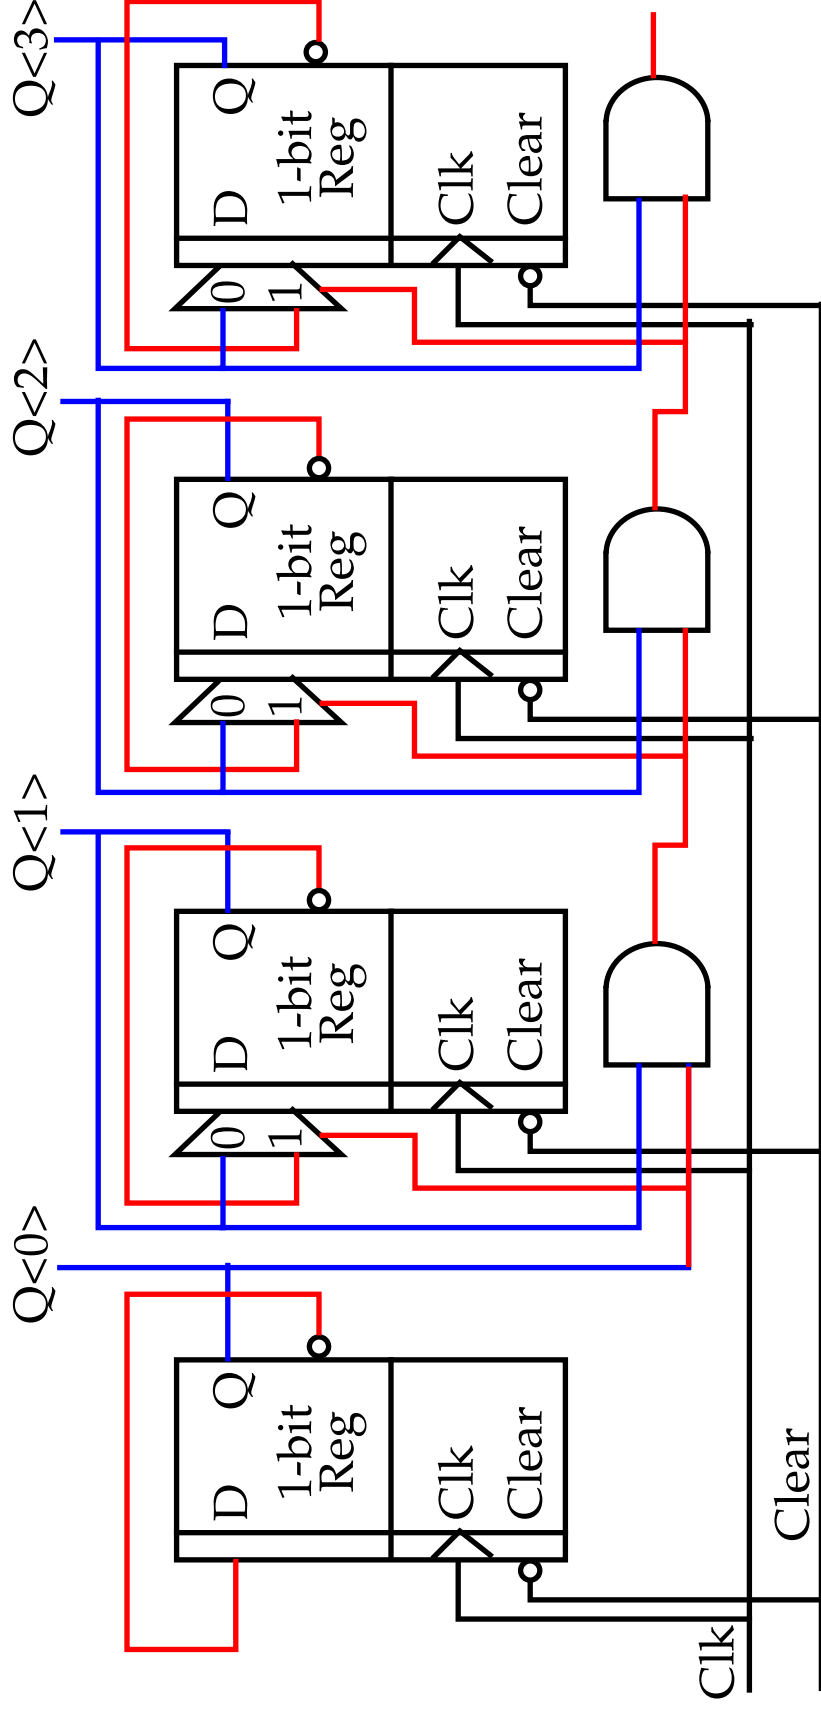 Q<0>
Q<1>
Q<2>
Q<3>
D
Q
1-bit
Reg
Clk
Clear
0
1
D
Q
1-bit
Reg
Clk
Clear
0
1
D
Q
1-bit
Reg
Clk
Clear
0
1
D
Q
1-bit
Reg
Clk
Clear
Clk
Clear